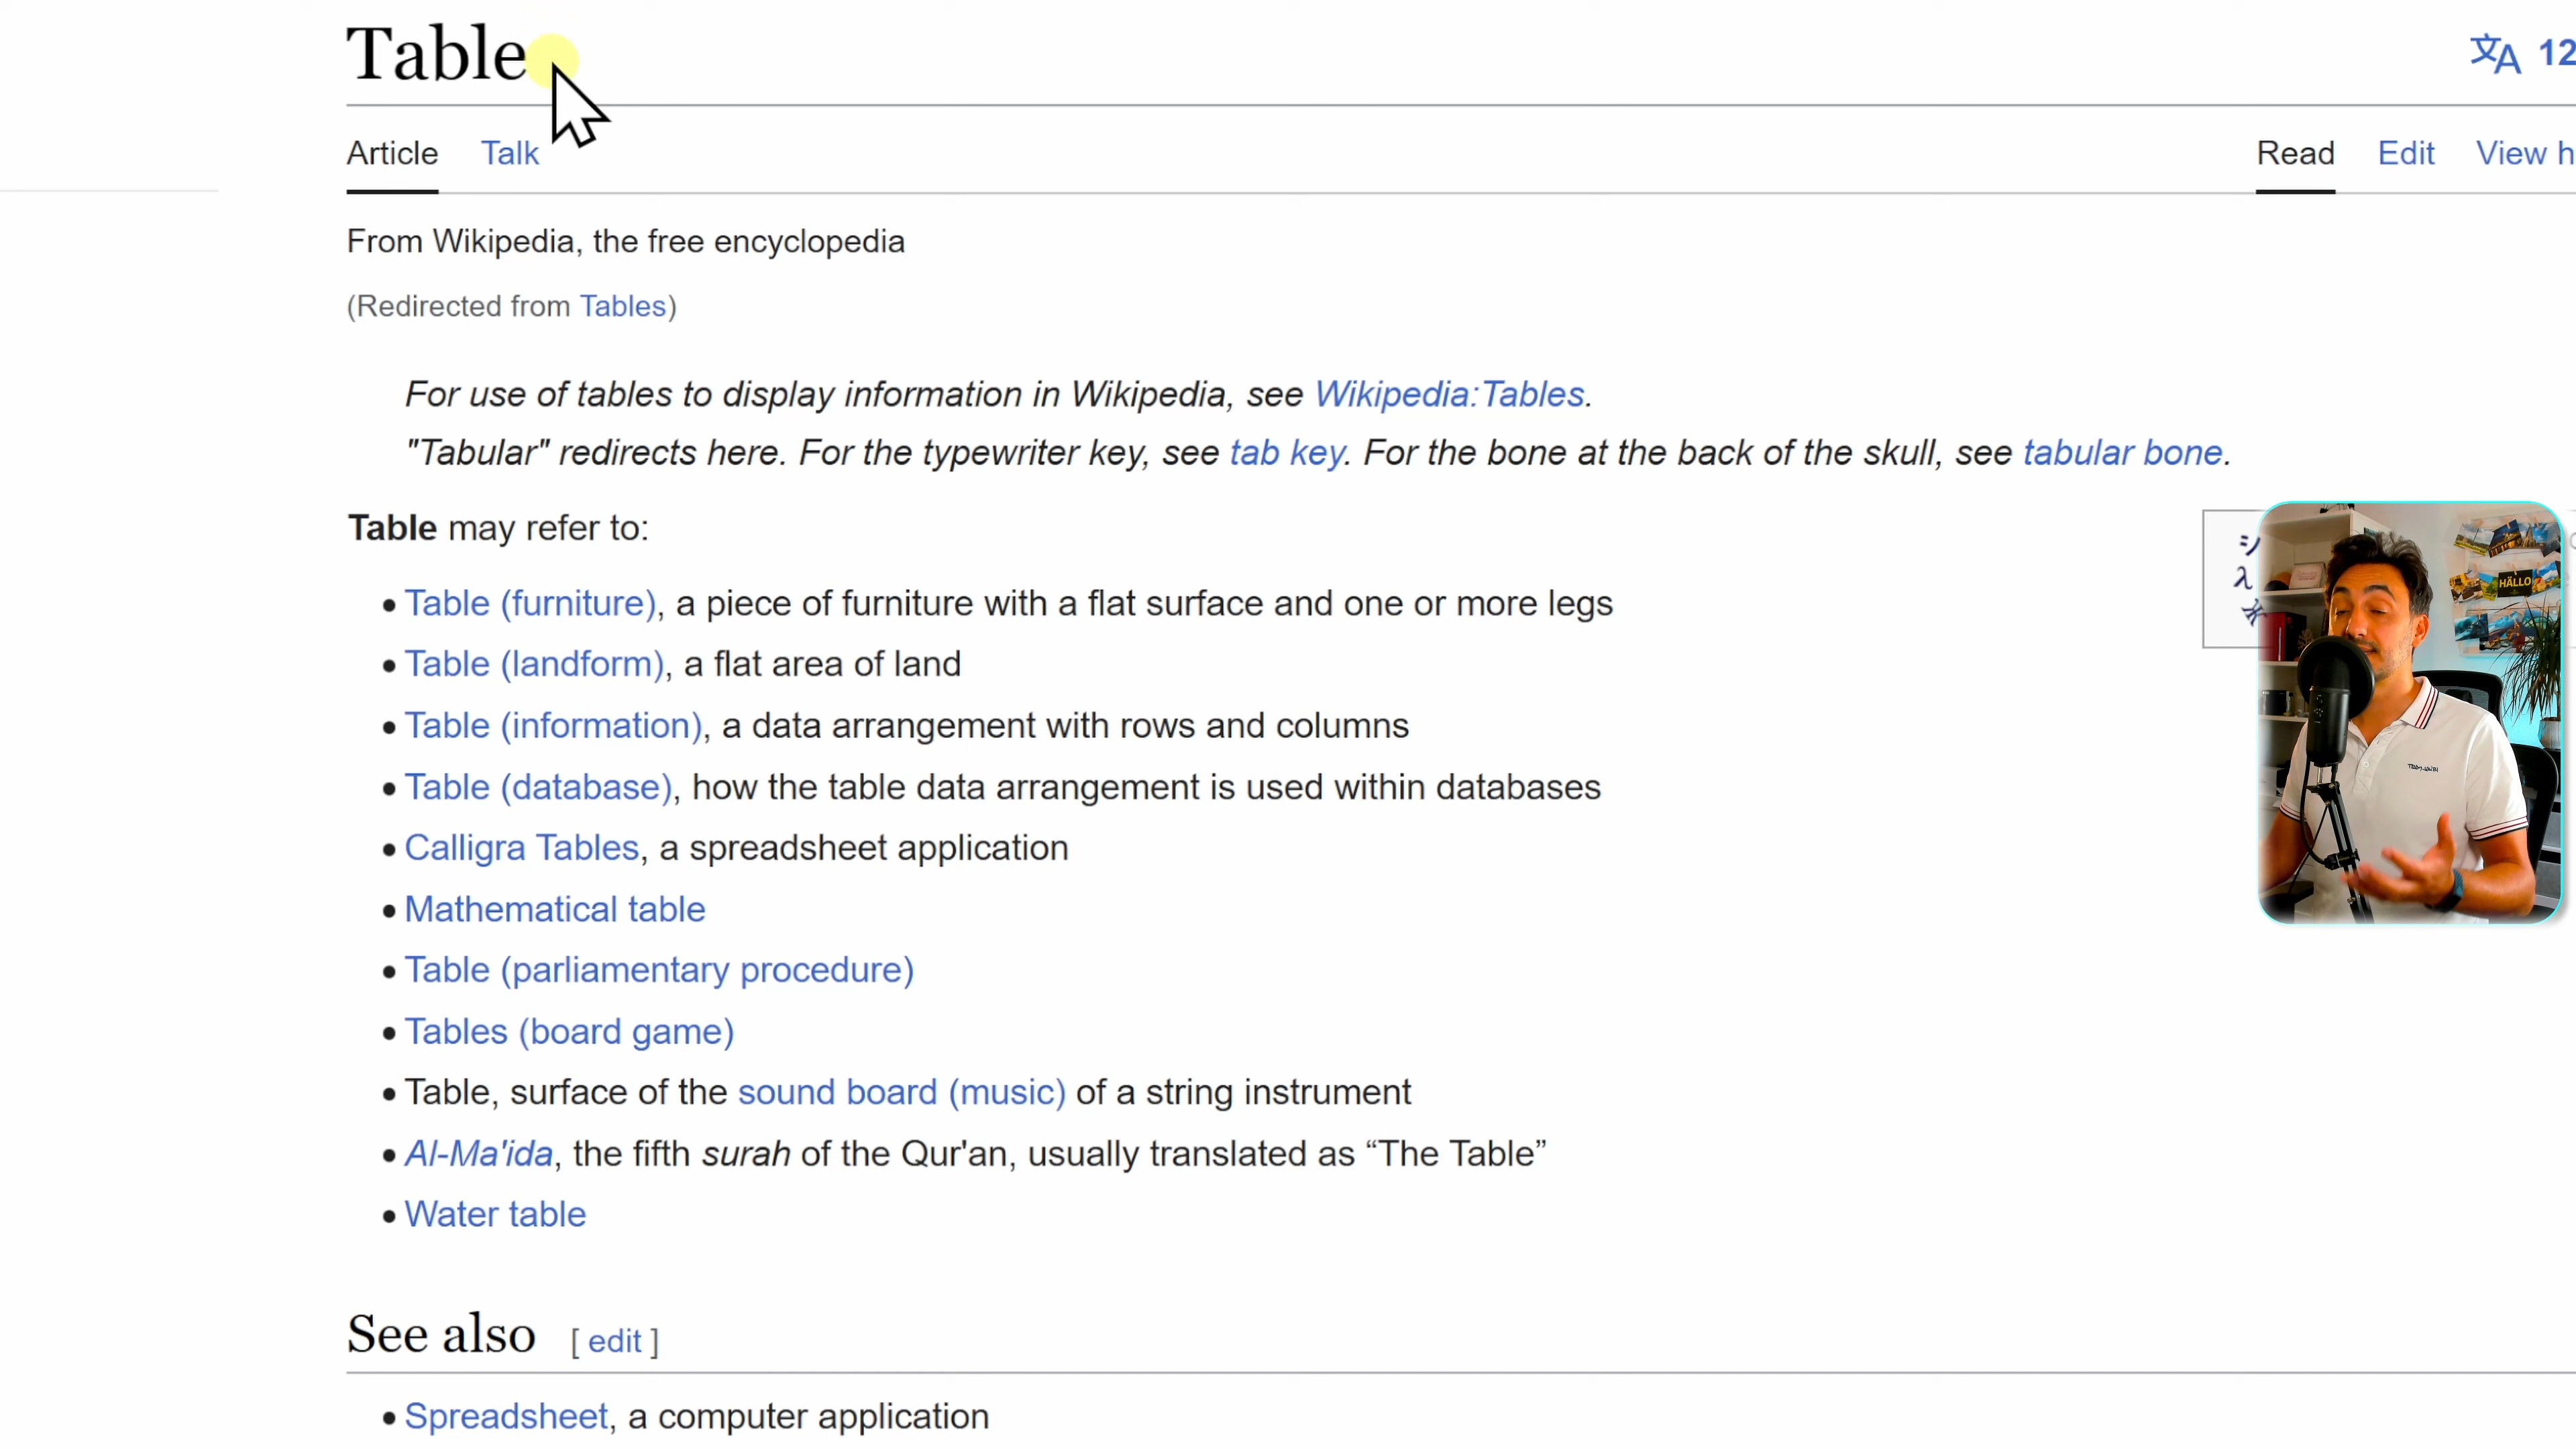 Table
文A 12
Article Talk Read Edit View h
From Wikipedia, the free encyclopedia
(Redirected from Tables)
For use of tables to display information in Wikipedia, see Wikipedia:Tables.
"Tabular" redirects here. For the typewriter key, see tab key. For the bone at the back of the skull, see tabular bone.
Table may refer to:
• Table (furniture), a piece of furniture with a flat surface and one or more legs
• Table (landform), a flat area of land
• Table (information), a data arrangement with rows and columns
• Table (database), how the table data arrangement is used within databases
• Calligra Tables, a spreadsheet application
• Mathematical table
• Table (parliamentary procedure)
• Tables (board game)
• Table, surface of the sound board (music) of a string instrument
• Al-Ma'ida, the fifth surah of the Qur'an, usually translated as “The Table”
• Water table
シ
λ
HÄLLO
See also [ edit ]
• Spreadsheet, a computer application